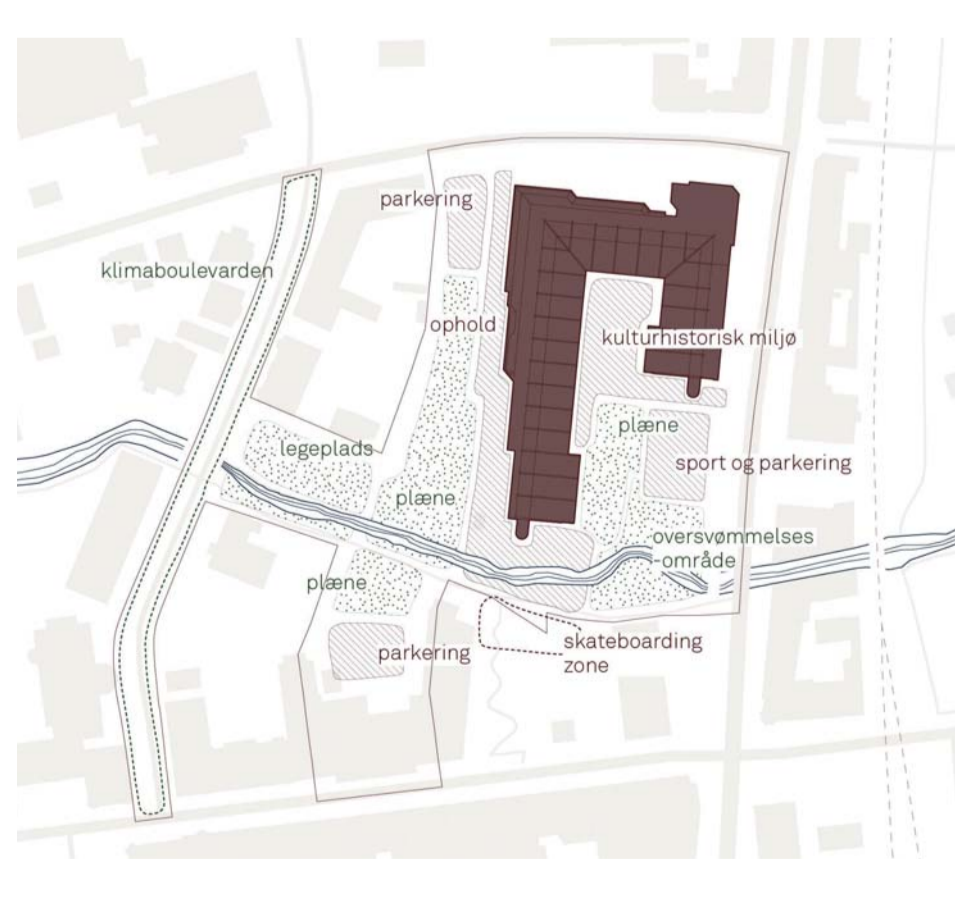 parkering
klimaboulevarden
ophold
kulturhistorisk miljø
plæne
legeplads
sport og parkering
plæne
oversvømmelses
område
plæne
skateboarding
zone
parkering